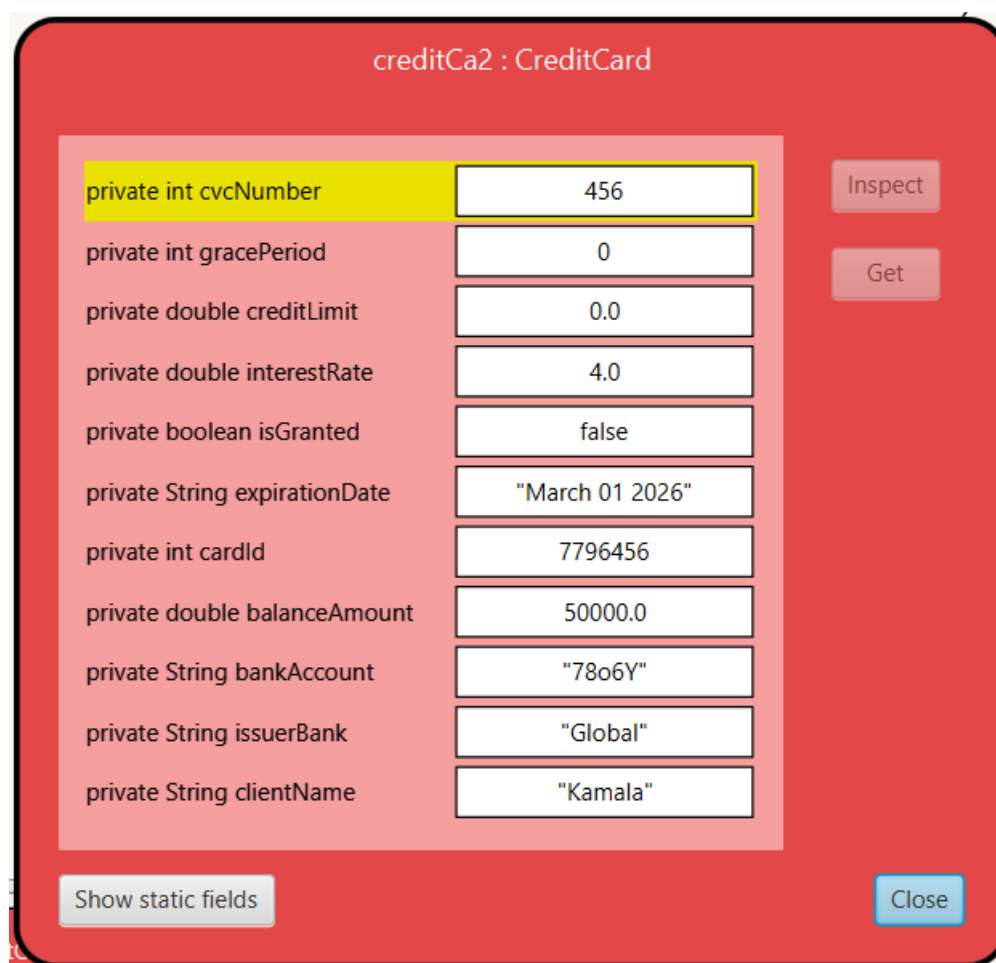 creditCa2 : CreditCard
private int cvcNumber 456
Inspect
private int gracePeriod 0
Get
private double creditLimit 0.0
private double interestRate 4.0
private boolean isGranted false
private String expirationDate "March 01 2026"
private int cardId 7796456
private double balanceAmount 50000.0
private String bankAccount "78o6Y"
private String issuerBank "Global"
private String clientName "Kamala"
Show static fields
Close